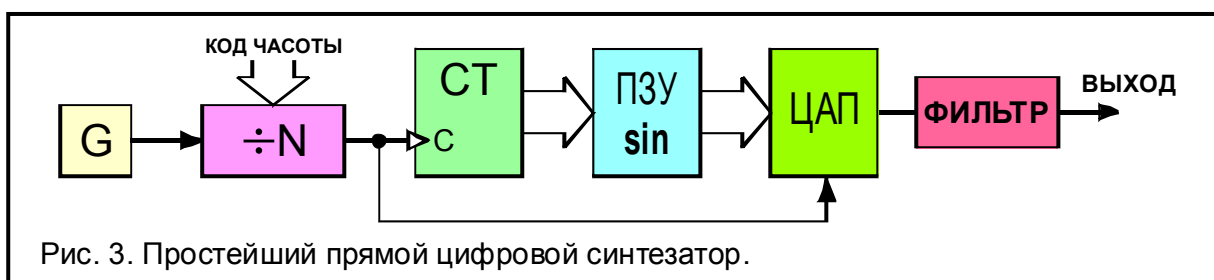 КОД ЧАСОТЫ
G
÷N
СТ
C
ПЗУ
sin
ЦАП
ФИЛЬТР
ВЫХОД
Рис. 3. Простейший прямой цифровой синтезатор.